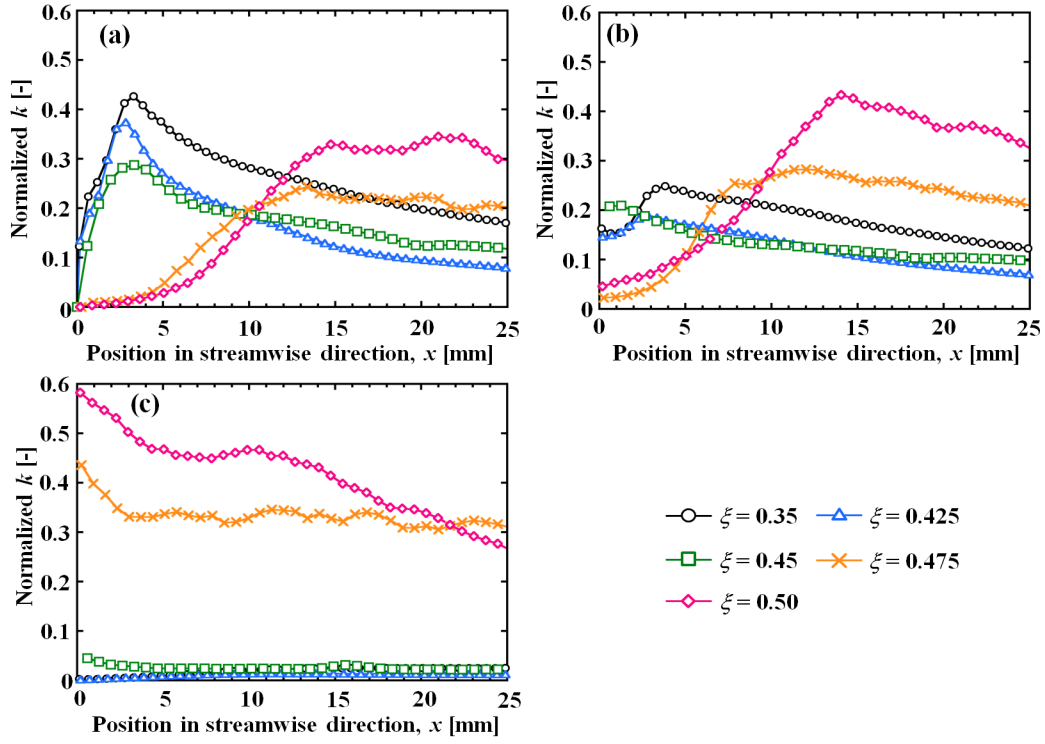 (a)
Normalized k [-]
0.6
0.5
0.4
0.3
0.2
0.1
0
0 5 10 15 20 25
Position in streamwise direction, x [mm]
(b)
Normalized k [-]
0.6
0.5
0.4
0.3
0.2
0.1
0
0 5 10 15 20 25
Position in streamwise direction, x [mm]
(c)
Normalized k [-]
0.6
0.5
0.4
0.3
0.2
0.1
0
0 5 10 15 20 25
Position in streamwise direction, x [mm]
ξ = 0.35 ξ = 0.425
ξ = 0.45 ξ = 0.475
ξ = 0.50